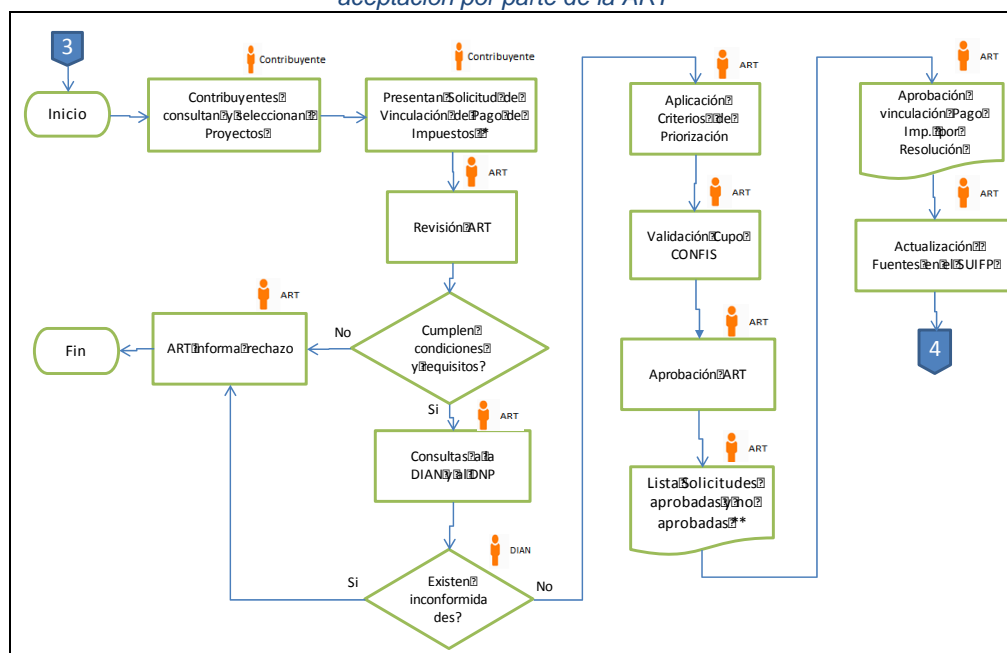 aceptación por parte de la ART
3
Inicio
Contribuyente
Contribuyentes
consultan y seleccionan
Proyectos
Contribuyente
Presentan Solicitud de
Vinculación de Pago de
Impuestos *
ART
Revisión ART
Cumplen
condiciones
y requisitos?
No
ART
ART informa rechazo
Fin
Si
ART
Consultas a la
DIAN y al DNP
DIAN
Existen
inconformida
des?
Si
No
ART
Aplicación
Criterios de
Priorización
ART
Validación Cupo
CONFIS
ART
Aprobación ART
ART
Lista Solicitudes
aprobadas y no
aprobadas **
ART
Aprobación
vinculación Pago
Imp. por
Resolución
ART
Actualización
Fuentes en el SUIFP
4